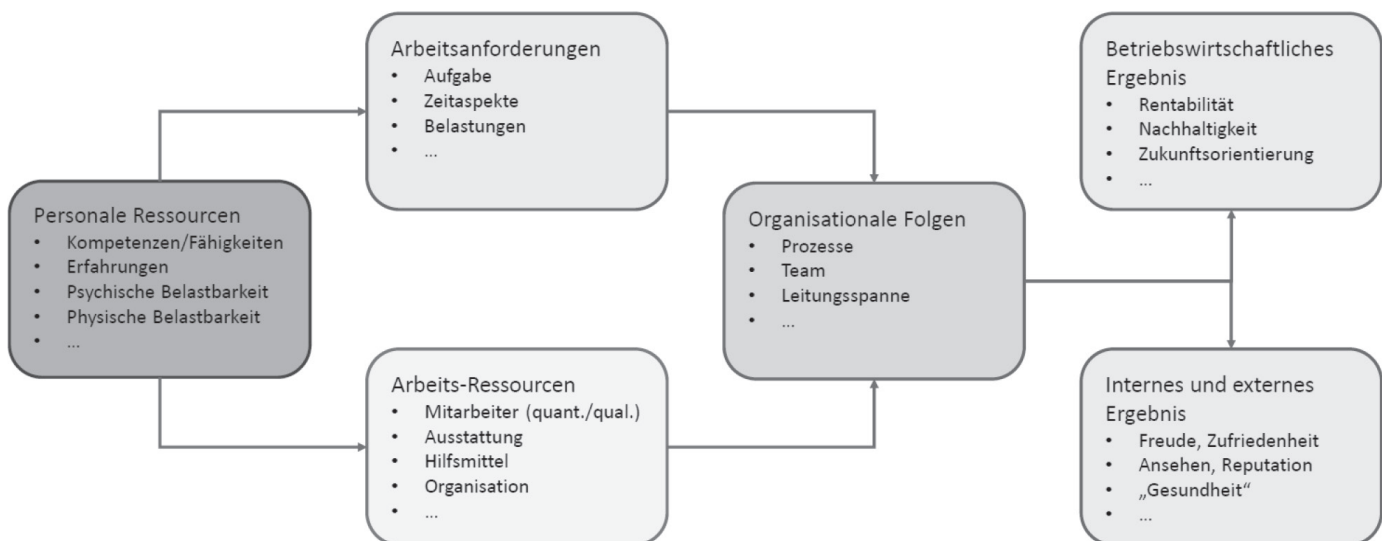 Personale Ressourcen
• Kompetenzen/Fähigkeiten
• Erfahrungen
• Psychische Belastbarkeit
• Physische Belastbarkeit
• ...
Arbeitsanforderungen
• Aufgabe
• Zeitaspekte
• Belastungen
• ...
Arbeits-Ressourcen
• Mitarbeiter (quant./qual.)
• Ausstattung
• Hilfsmittel
• Organisation
• ...
Organisationale Folgen
• Prozesse
• Team
• Leitungsspanne
• ...
Betriebswirtschaftliches
Ergebnis
• Rentabilität
• Nachhaltigkeit
• Zukunftsorientierung
• ...
Internes und externes
Ergebnis
• Freude, Zufriedenheit
• Ansehen, Reputation
• „Gesundheit“
• ...